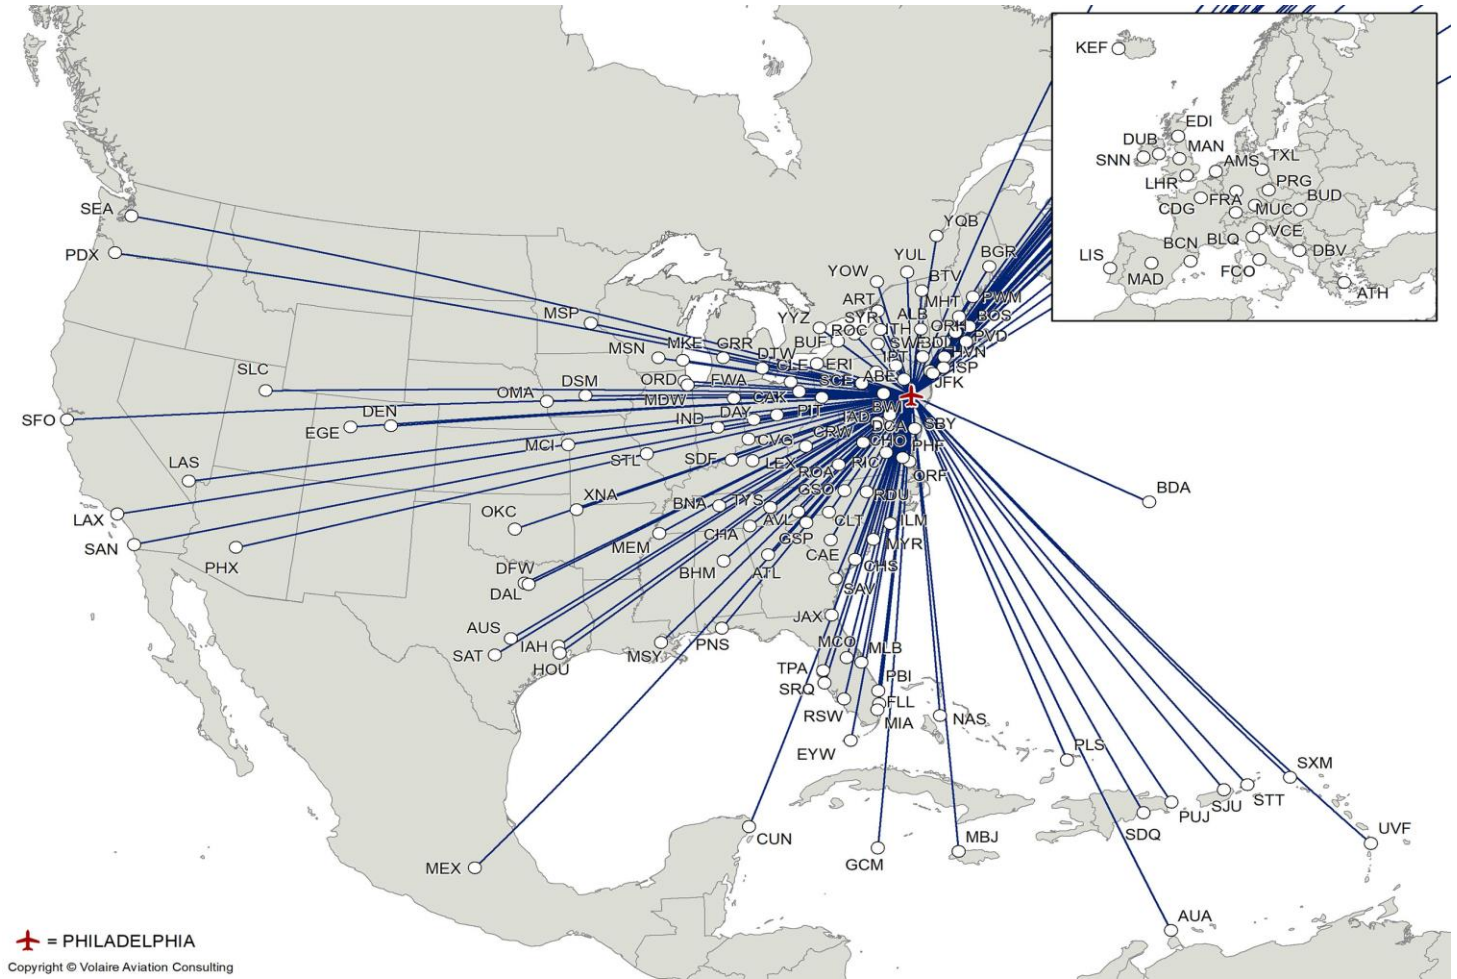 KEF
EDI
DUB
MAN
SNN
AMS
TXL
LHR
PRG
CDG
FRA
BUD
MUC
VCE
BCN
BLQ
DBV
LIS
MAD
FCO
ATH
SEA
PDX
YQB
YUL
BGR
YOW
BTV
ART
MHT
PWM
MSP
YYZ
SYR
ALB
BOS
ROC
ITH
PVD
MSN
MKE
GRR
BUF
SWF
BDL
HVN
DTW
IPT
SLC
CLE
ERI
ISP
DSM
ORD
FWA
SCE
ABE
JFK
OMA
MDW
CAK
SFO
DEN
EGE
IND
DAY
PIT
IAD
DCA
SBY
MCI
CVG
CRW
CHO
PHF
LAS
STL
SDF
LEX
ROA
RIC
ORF
BDA
XNA
BNA
TYS
GSO
RDU
LAX
OKC
AVL
CLT
ILM
SAN
MEM
CHA
GSP
MYR
PHX
DFW
BHM
ATL
CAE
CHS
DAL
SAV
AUS
JAX
SAT
IAH
MSY
PNS
MCO
MLB
HOU
TPA
PBI
SRQ
FLL
RSW
MIA
NAS
EYW
PLS
SXM
STT
SJU
PUJ
SDQ
UVF
CUN
MBJ
GCM
MEX
AUA
= PHILADELPHIA
Copyright © Volaire Aviation Consulting